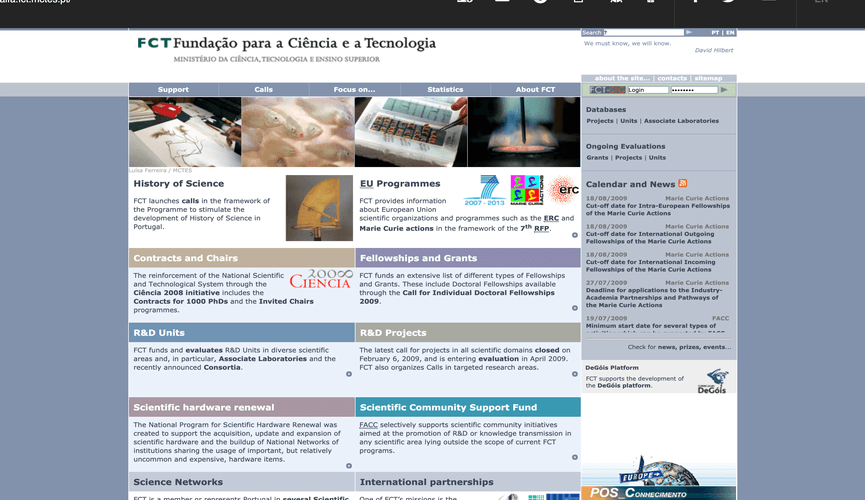 EN
Search
PT | EN
FCT Fundação para a Ciência e a Tecnologia
MINISTÉRIO DA CIÊNCIA, TECNOLOGIA E ENSINO SUPERIOR
We must know, we will know.
David Hilbert
about the site... | contacts | sitemap
Support
Calls
Focus on...
Statistics
About FCT
Login
Luísa Ferreira / MCTES
History of Science
FCT launches calls in the framework of
the Programme to stimulate the
development of History of Science in
Portugal.
EU Programmes
2007 - 2013
MARIE CURIE ACTIONS
erc
FCT provides information
about European Union
scientific organizations and programmes such as the ERC and
Marie Curie actions in the framework of the 7th RFP.
Contracts and Chairs
The reinforcement of the National Scientific
and Technological System through the
Ciência 2008 initiative includes the
Contracts for 1000 PhDs and the Invited Chairs
programmes.
2008
CIÊNCIA
Fellowships and Grants
FCT funds an extensive list of different types of Fellowships
and Grants. These include Doctoral Fellowships available
through the Call for Individual Doctoral Fellowships
2009.
R&D Units
FCT funds and evaluates R&D Units in diverse scientific
areas and, in particular, Associate Laboratories and the
recently announced Consortia.
R&D Projects
The latest call for projects in all scientific domains closed on
February 6, 2009, and is entering evaluation in April 2009.
FCT also organizes Calls in targeted research areas.
Scientific hardware renewal
The National Program for Scientific Hardware Renewal was
created to support the acquisition, update and expansion of
scientific hardware and the buildup of National Networks of
institutions sharing the usage of important, but relatively
uncommon and expensive, hardware items.
Scientific Community Support Fund
FACC selectively supports scientific community initiatives
aimed at the promotion of R&D or knowledge transmission in
any scientific area lying outside the scope of current FCT
programs.
Science Networks
FCT is a member or represents Portugal in several Scientific
International partnerships
One of FCT's missions is the
Databases
Projects | Units | Associate Laboratories
Ongoing Evaluations
Grants | Projects | Units
Calendar and News
18/08/2009 Marie Curie Actions
Cut-off date for Intra-European Fellowships
of the Marie Curie Actions
18/08/2009 Marie Curie Actions
Cut-off date for International Outgoing
Fellowships of the Marie Curie Actions
18/08/2009 Marie Curie Actions
Cut-off date for International Incoming
Fellowships of the Marie Curie Actions
27/07/2009 Marie Curie Actions
Deadline for applications to the Industry-
Academia Partnerships and Pathways of
the Marie Curie Actions
19/07/2009 FACC
Minimum start date for several types of
Check for news, prizes, events...
DeGóis Platform
FCT supports the development of
the DeGóis platform.
DeGóis
EUROPE
POS_CONHECIMENTO